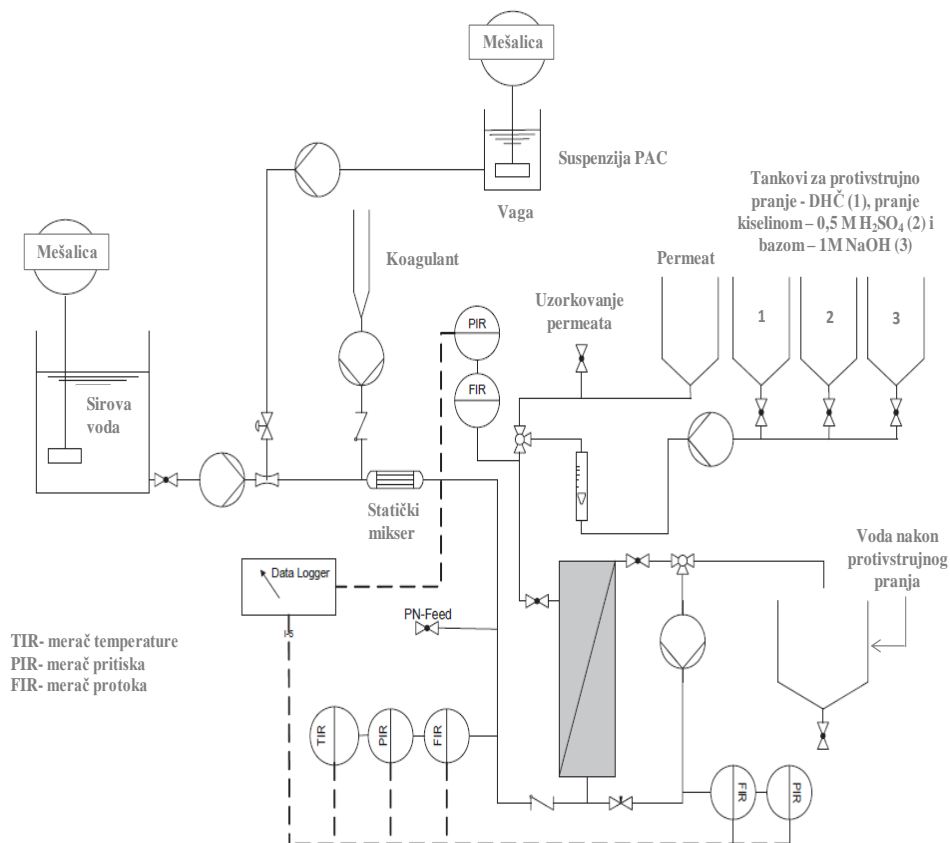 Mešalica
Suspenzija PAC
Vaga
Tankovi za protivstrujno
pranje - DHČ (1), pranje
kiselinom – 0,5 M H₂SO₄ (2) i
bazom – 1M NaOH (3)
Mešalica
Koagulant
Permeat
Uzorkovanje
permeata
1
2
3
PIR
FIR
Sirova
voda
Statički
mikser
Voda nakon
protivstrujnog
pranja
Data Logger
I-5
PN-Feed
TIR- merač temperature
PIR- merač pritiska
FIR- merač protoka
TIR
PIR
FIR
FIR
PIR